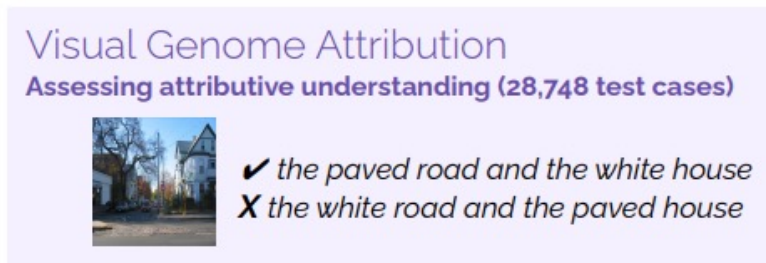 Visual Genome Attribution
Assessing attributive understanding (28,748 test cases)
✔ the paved road and the white house
X the white road and the paved house